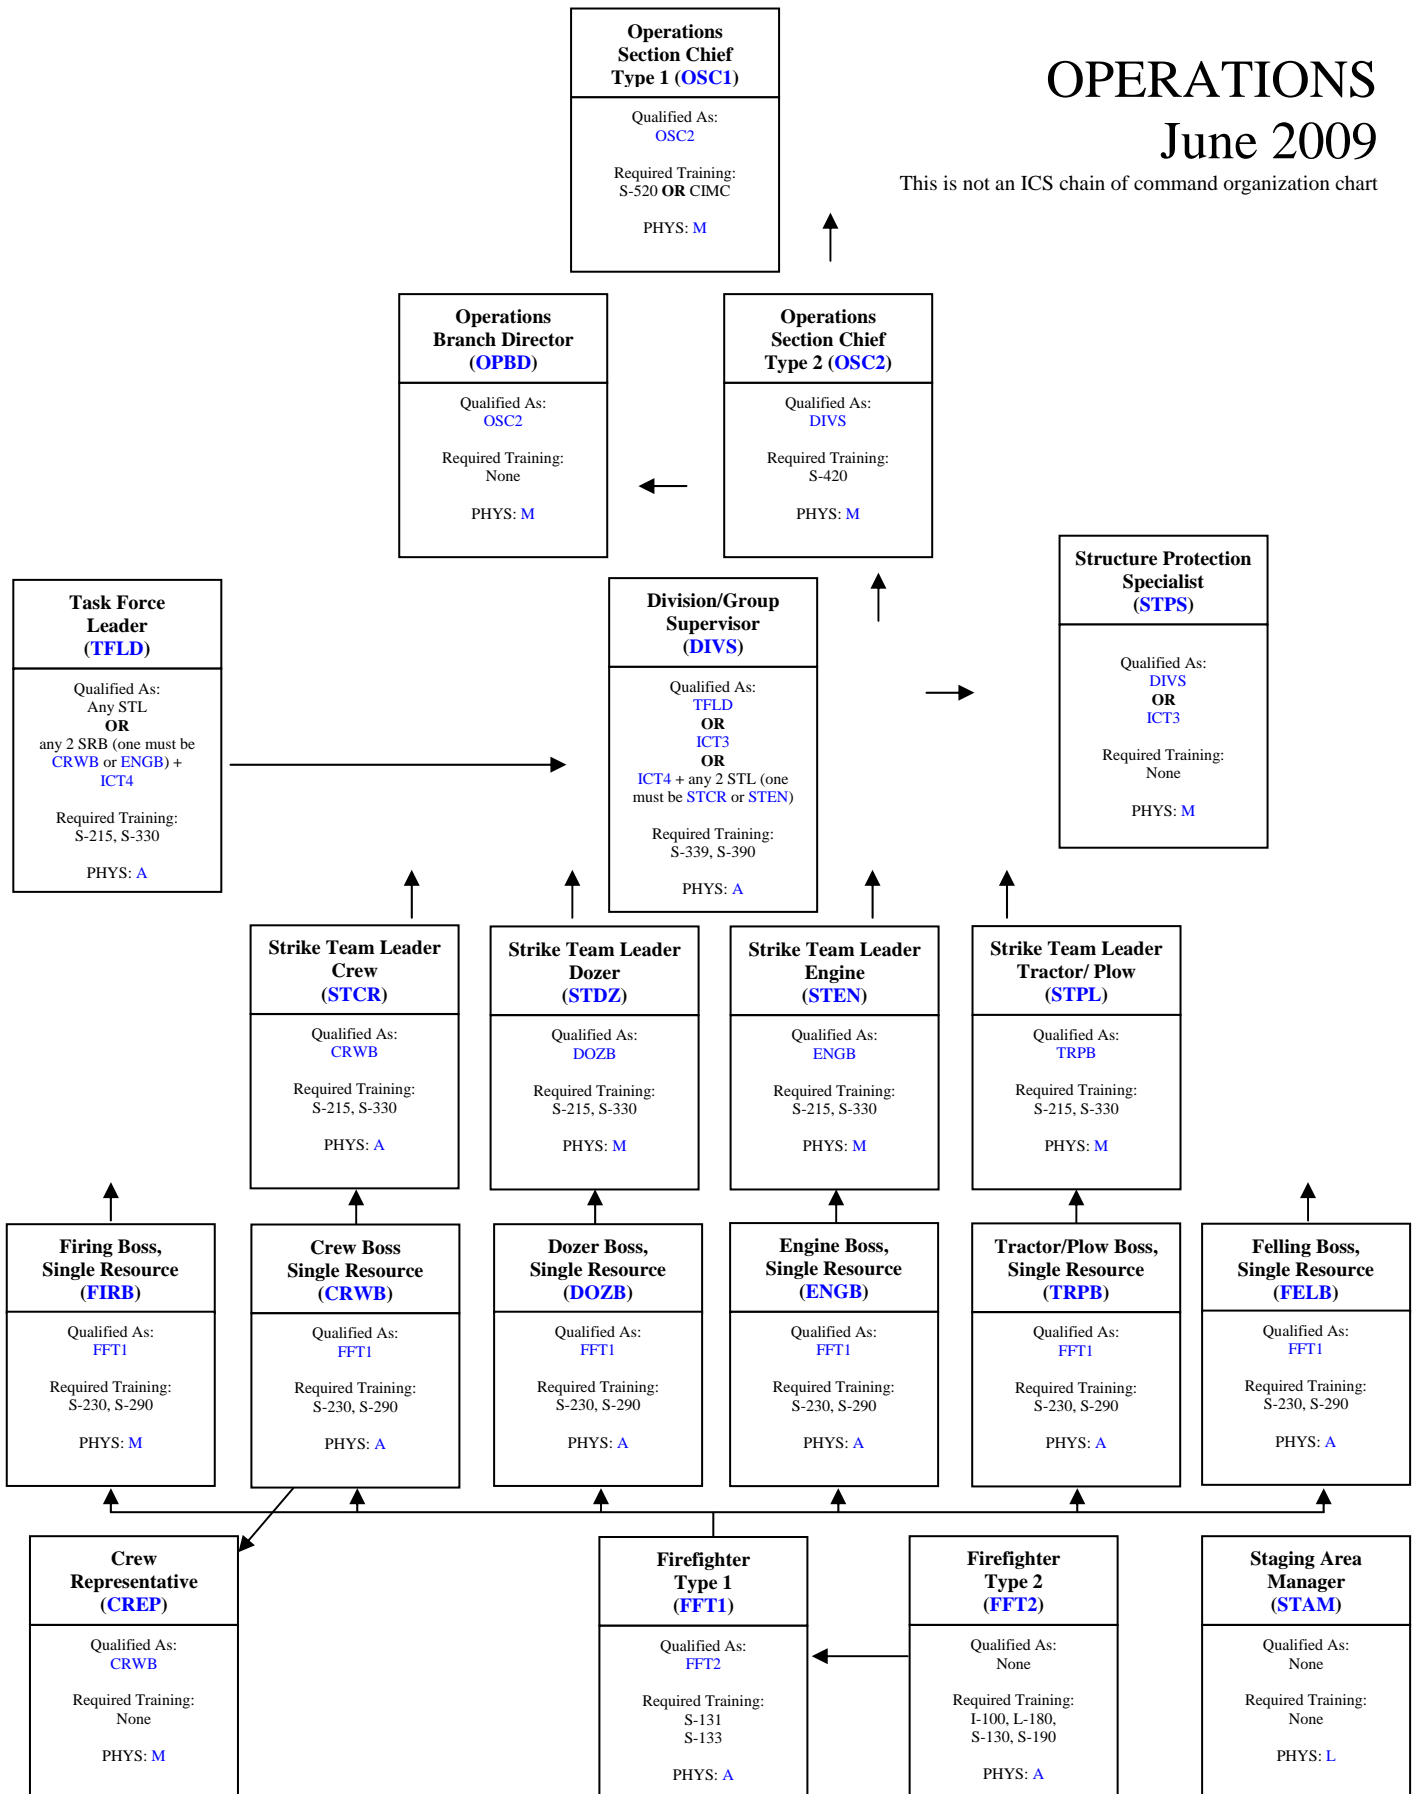 Operations
Section Chief
Type 1 (OSC1)
Qualified As:
OSC2
Required Training:
S-520 OR CIMC
PHYS: M
OPERATIONS
June 2009
This is not an ICS chain of command organization chart
Operations
Branch Director
(OPBD)
Qualified As:
OSC2
Required Training:
None
PHYS: M
Operations
Section Chief
Type 2 (OSC2)
Qualified As:
DIVS
Required Training:
S-420
PHYS: M
Task Force
Leader
(TFLD)
Qualified As:
Any STL
OR
any 2 SRB (one must be
CRWB or ENGB) +
ICT4
Required Training:
S-215, S-330
PHYS: A
Division/Group
Supervisor
(DIVS)
Qualified As:
TFLD
OR
ICT3
OR
ICT4 + any 2 STL (one
must be STCR or STEN)
Required Training:
S-339, S-390
PHYS: A
Structure Protection
Specialist
(STPS)
Qualified As:
DIVS
OR
ICT3
Required Training:
None
PHYS: M
Strike Team Leader
Crew
(STCR)
Qualified As:
CRWB
Required Training:
S-215, S-330
PHYS: A
Strike Team Leader
Dozer
(STDZ)
Qualified As:
DOZB
Required Training:
S-215, S-330
PHYS: M
Strike Team Leader
Engine
(STEN)
Qualified As:
ENGB
Required Training:
S-215, S-330
PHYS: M
Strike Team Leader
Tractor/ Plow
(STPL)
Qualified As:
TRPB
Required Training:
S-215, S-330
PHYS: M
Firing Boss,
Single Resource
(FIRB)
Qualified As:
FFT1
Required Training:
S-230, S-290
PHYS: M
Crew Boss
Single Resource
(CRWB)
Qualified As:
FFT1
Required Training:
S-230, S-290
PHYS: A
Dozer Boss,
Single Resource
(DOZB)
Qualified As:
FFT1
Required Training:
S-230, S-290
PHYS: A
Engine Boss,
Single Resource
(ENGB)
Qualified As:
FFT1
Required Training:
S-230, S-290
PHYS: A
Tractor/Plow Boss,
Single Resource
(TRPB)
Qualified As:
FFT1
Required Training:
S-230, S-290
PHYS: A
Felling Boss,
Single Resource
(FELB)
Qualified As:
FFT1
Required Training:
S-230, S-290
PHYS: A
Crew
Representative
(CREP)
Qualified As:
CRWB
Required Training:
None
PHYS: M
Firefighter
Type 1
(FFT1)
Qualified As:
FFT2
Required Training:
S-131
S-133
PHYS: A
Firefighter
Type 2
(FFT2)
Qualified As:
None
Required Training:
I-100, L-180,
S-130, S-190
PHYS: A
Staging Area
Manager
(STAM)
Qualified As:
None
Required Training:
None
PHYS: L